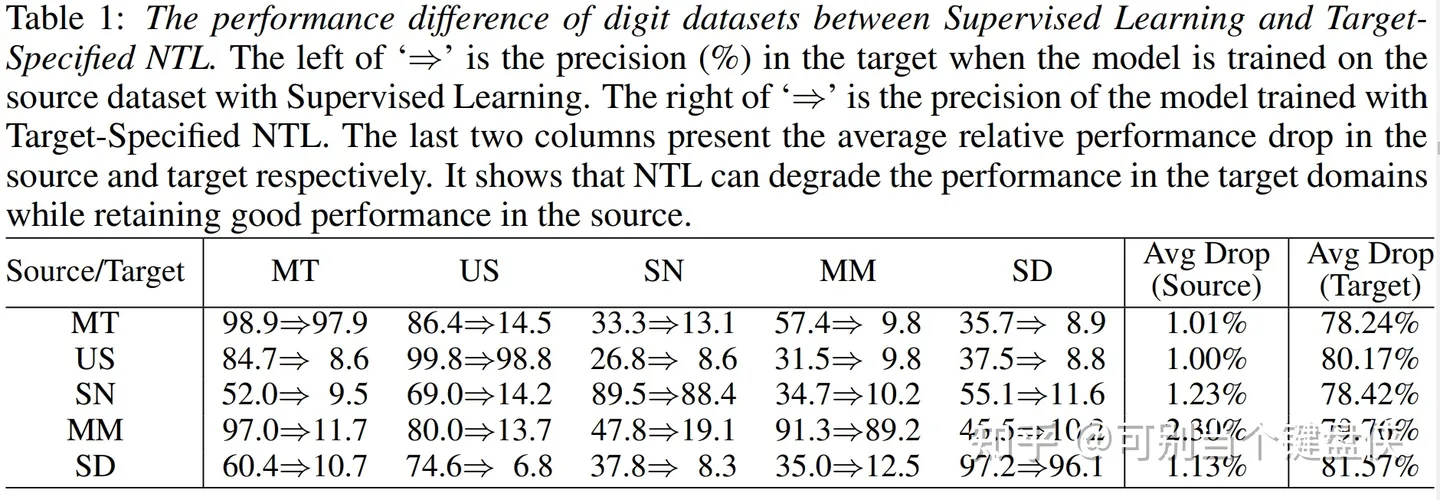 Table 1: The performance difference of digit datasets between Supervised Learning and Target-
Specified NTL. The left of ‘⇒’ is the precision (%) in the target when the model is trained on the
source dataset with Supervised Learning. The right of ‘⇒’ is the precision of the model trained with
Target-Specified NTL. The last two columns present the average relative performance drop in the
source and target respectively. It shows that NTL can degrade the performance in the target domains
while retaining good performance in the source.
Source/Target MT US SN MM SD Avg Drop (Source) Avg Drop (Target)
MT 98.9⇒97.9 86.4⇒14.5 33.3⇒13.1 57.4⇒ 9.8 35.7⇒ 8.9 1.01% 78.24%
US 84.7⇒ 8.6 99.8⇒98.8 26.8⇒ 8.6 31.5⇒ 9.8 37.5⇒ 8.8 1.00% 80.17%
SN 52.0⇒ 9.5 69.0⇒14.2 89.5⇒88.4 34.7⇒10.2 55.1⇒11.6 1.23% 78.42%
MM 97.0⇒11.7 80.0⇒13.7 47.8⇒19.1 91.3⇒89.2 45.5⇒10.2 2.30% 79.76%
SD 60.4⇒10.7 74.6⇒ 6.8 37.8⇒ 8.3 35.0⇒12.5 97.2⇒96.1 1.13% 81.57%
知乎 @可别当个键盘侠